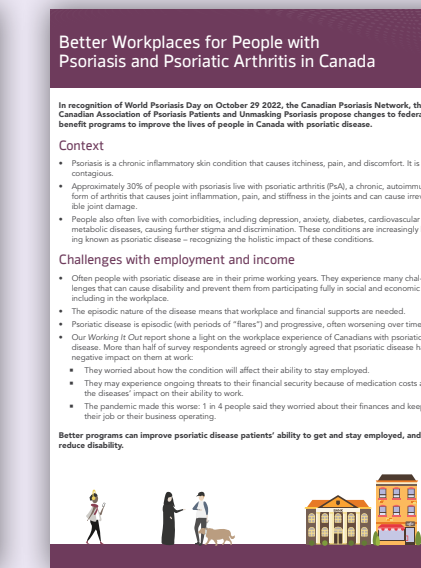 Better Workplaces for People with
Psoriasis and Psoriatic Arthritis in Canada
In recognition of World Psoriasis Day on October 29 2022, the Canadian Psoriasis Network, th
Canadian Association of Psoriasis Patients and Unmasking Psoriasis propose changes to federa
benefit programs to improve the lives of people in Canada with psoriatic disease.
Context
• Psoriasis is a chronic inflammatory skin condition that causes itchiness, pain, and discomfort. It is
contagious.
• Approximately 30% of people with psoriasis live with psoriatic arthritis (PsA), a chronic, autoimmu
form of arthritis that causes joint inflammation, pain, and stiffness in the joints and can cause irrev
ible joint damage.
• People also often live with comorbidities, including depression, anxiety, diabetes, cardiovascular
metabolic diseases, causing further stigma and discrimination. These conditions are increasingly
ing known as psoriatic disease – recognizing the holistic impact of these conditions.
Challenges with employment and income
• Often people with psoriatic disease are in their prime working years. They experience many chal-
lenges that can cause disability and prevent them from participating fully in social and economic
including in the workplace.
• The episodic nature of the disease means that workplace and financial supports are needed.
• Psoriatic disease is episodic (with periods of "flares") and progressive, often worsening over time
• Our Working It Out report shone a light on the workplace experience of Canadians with psoriatic
disease. More than half of survey respondents agreed or strongly agreed that psoriatic disease h
negative impact on them at work:
■ They worried about how the condition will affect their ability to stay employed.
■ They may experience ongoing threats to their financial security because of medication costs a
the diseases' impact on their ability to work.
■ The pandemic made this worse: 1 in 4 people said they worried about their finances and keep
their job or their business operating.
Better programs can improve psoriatic disease patients' ability to get and stay employed, and
reduce disability.